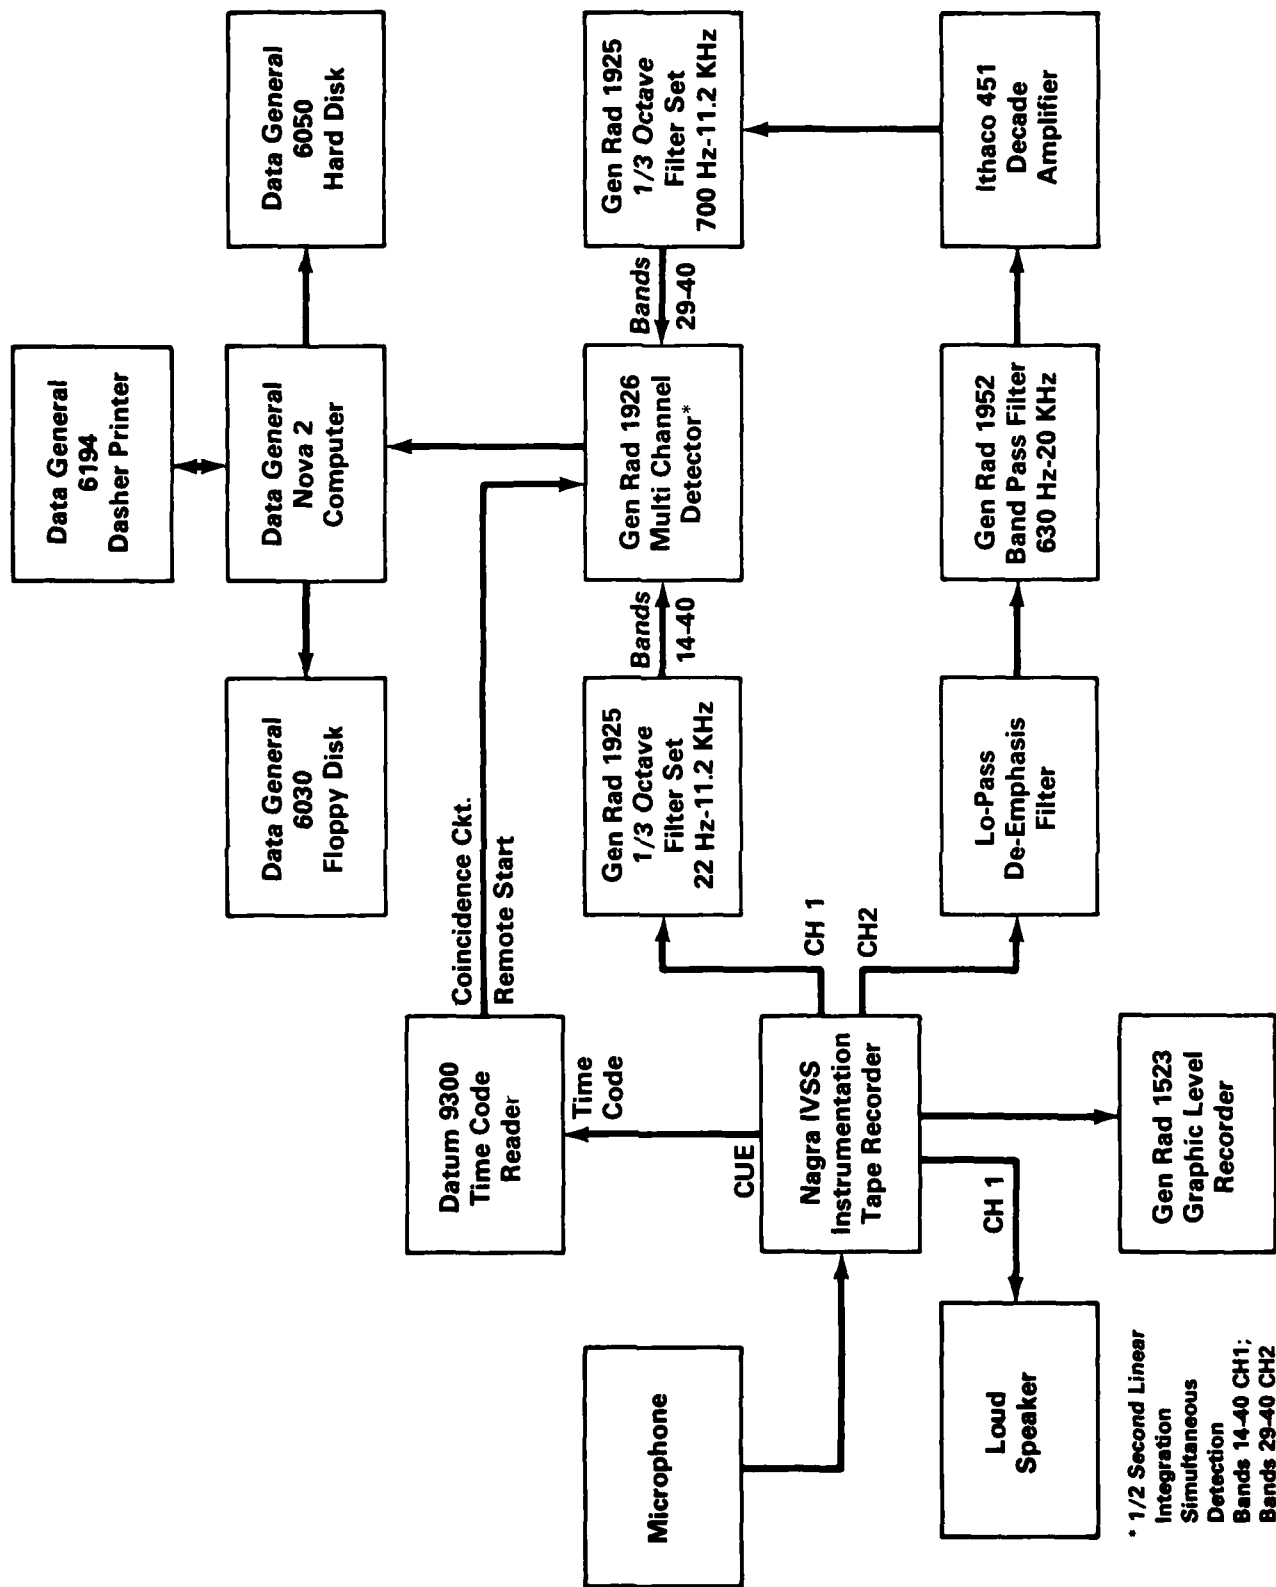 Microphone
Loud
Speaker
* 1/2 Second Linear
Integration
Simultaneous
Detection
Bands 14-40 CH1;
Bands 29-40 CH2
Datum 9300
Time Code
Reader
CUE
Time
Code
Nagra IVSS
Instrumentation
Tape Recorder
CH 1
Gen Rad 1523
Graphic Level
Recorder
Coincidence Ckt.
Remote Start
CH 1
CH2
Data General
6030
Floppy Disk
Gen Rad 1925
1/3 Octave
Filter Set
22 Hz-11.2 KHz
Lo-Pass
De-Emphasis
Filter
Bands
14-40
Data General
6194
Dasher Printer
Data General
Nova 2
Computer
Gen Rad 1926
Multi Channel
Detector*
Gen Rad 1952
Band Pass Filter
630 Hz-20 KHz
Bands
29-40
Data General
6050
Hard Disk
Gen Rad 1925
1/3 Octave
Filter Set
700 Hz-11.2 KHz
Ithaco 451
Decade
Amplifier